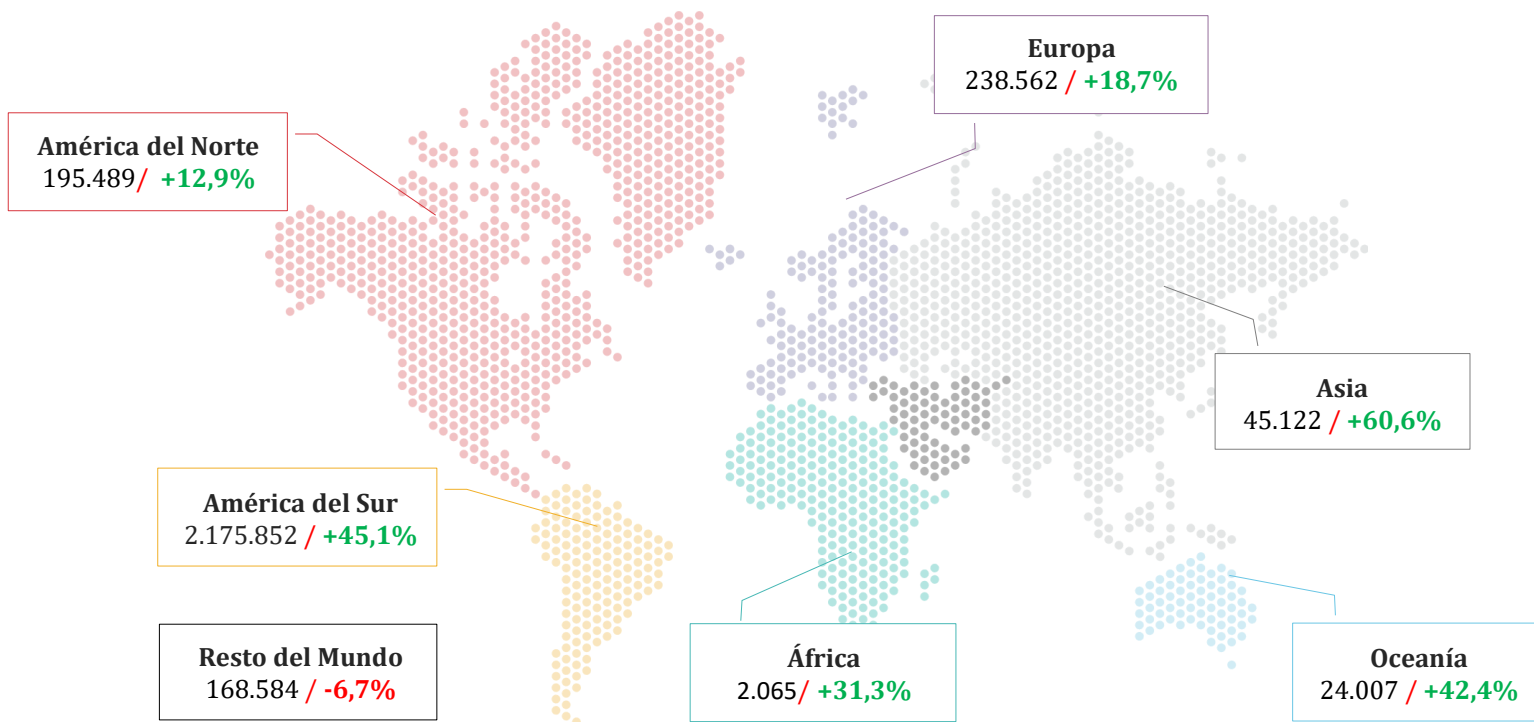 Europa
238.562 / +18,7%
América del Norte
195.489/ +12,9%
Asia
45.122 / +60,6%
América del Sur
2.175.852 / +45,1%
Resto del Mundo
168.584 / -6,7%
África
2.065/ +31,3%
Oceanía
24.007 / +42,4%